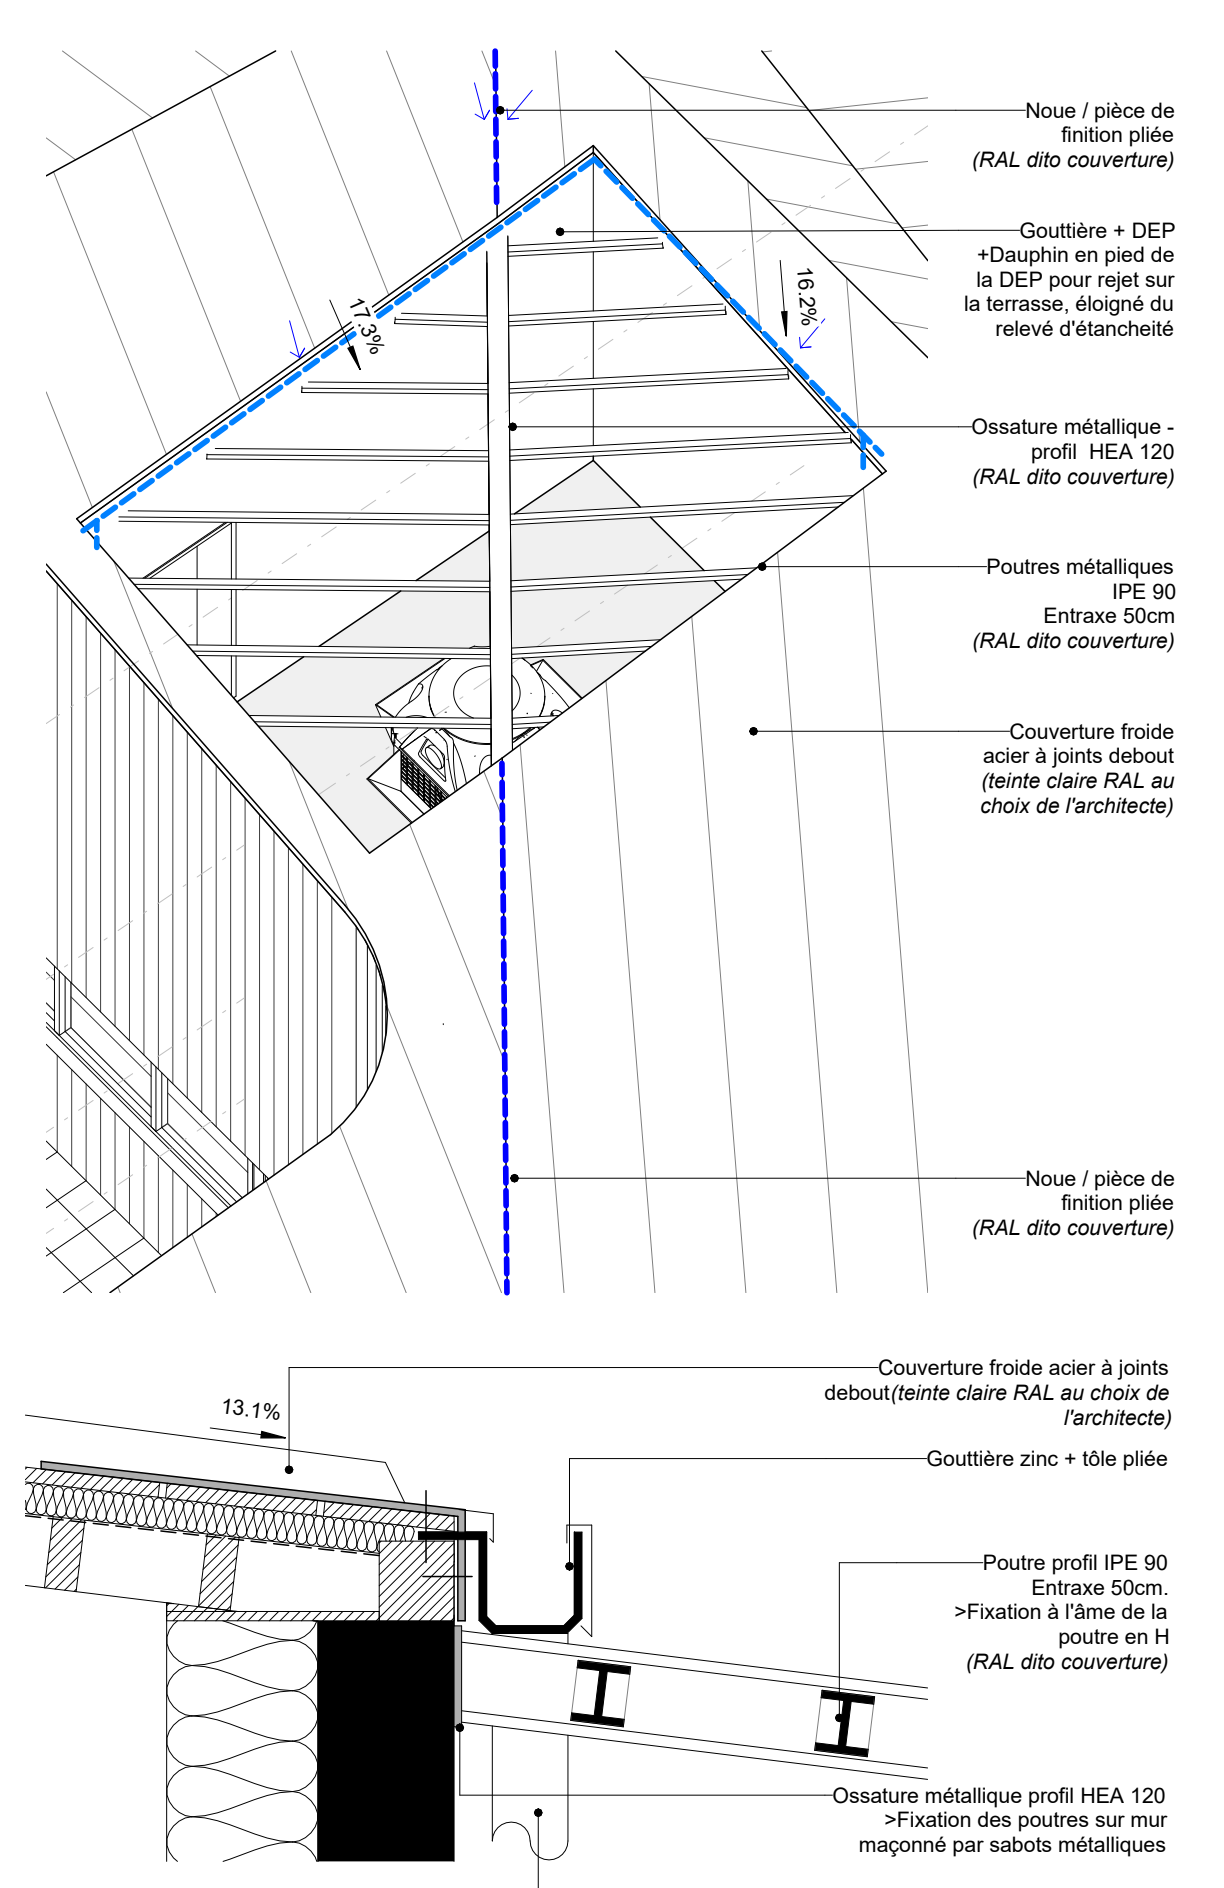 Noue / pièce de
finition pliée
(RAL dito couverture)
Gouttière + DEP
+Dauphin en pied de
la DEP pour rejet sur
la terrasse, éloigné du
relevé d'étancheité
17.3%
16.2%
Ossature métallique -
profil HEA 120
(RAL dito couverture)
Poutres métalliques
IPE 90
Entraxe 50cm
(RAL dito couverture)
Couverture froide
acier à joints debout
(teinte claire RAL au
choix de l'architecte)
Noue / pièce de
finition pliée
(RAL dito couverture)
Couverture froide acier à joints
debout(teinte claire RAL au choix de
l'architecte)
13.1%
Gouttière zinc + tôle pliée
Poutre profil IPE 90
Entraxe 50cm.
>Fixation à l'âme de la
poutre en H
(RAL dito couverture)
Ossature métallique profil HEA 120
>Fixation des poutres sur mur
maçonné par sabots métalliques